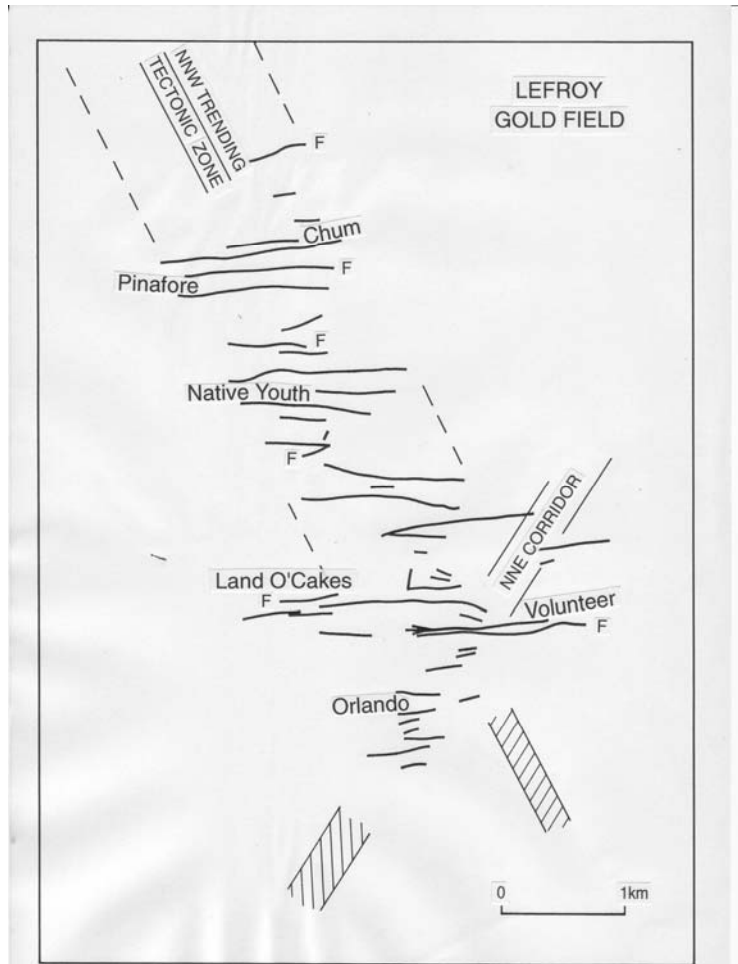 LEFROY
GOLD FIELD
NNW TRENDING
TECTONIC ZONE
F
Chum
F
Pinafore
F
Native Youth
F
NNE CORRIDOR
Land O'Cakes
F
Volunteer
F
Orlando
0 1km